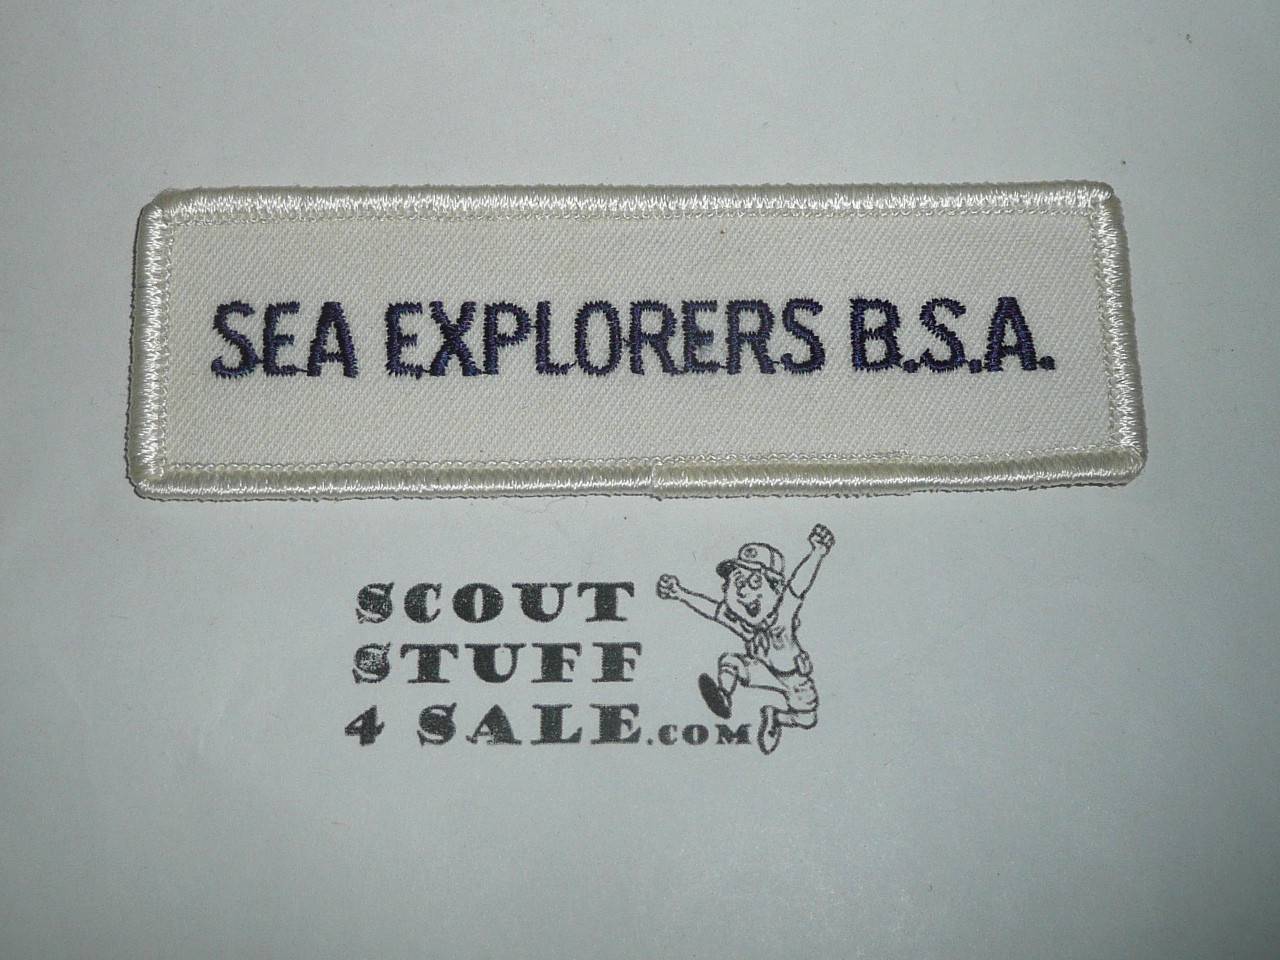 SEA EXPLORERS B.S.A.
SCOUT
STUFF
4 SALE.COM